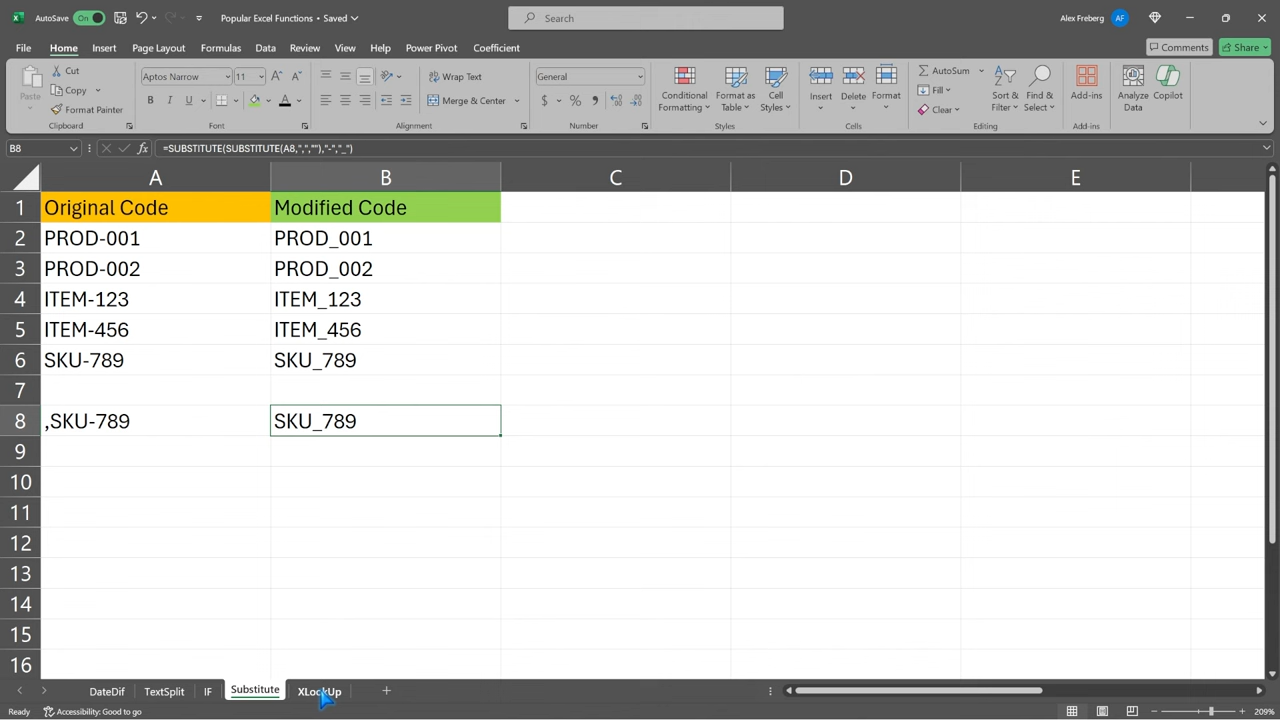 AutoSave On Popular Excel Functions • Saved Search Alex Freberg AF
File Home Insert Page Layout Formulas Data Review View Help Power Pivot Coefficient Comments Share
Paste Cut Copy Format Painter Clipboard
Aptos Narrow 11 B I U A Font
Wrap Text Merge & Center Alignment
General $ % , Number
Conditional Formatting Format as Table Cell Styles Styles
Insert Delete Format Cells
AutoSum Fill Clear Sort & Filter Find & Select Editing
Add-ins Add-ins
Analyze Data Copilot
B8 fx =SUBSTITUTE(SUBSTITUTE(A8,",",""),"-","_")
A B C D E
1 Original Code Modified Code
2 PROD-001 PROD_001
3 PROD-002 PROD_002
4 ITEM-123 ITEM_123
5 ITEM-456 ITEM_456
6 SKU-789 SKU_789
7
8 ,SKU-789 SKU_789
9
10
11
12
13
14
15
16
DateDif TextSplit IF Substitute XLookUp +
Ready Accessibility: Good to go 209%